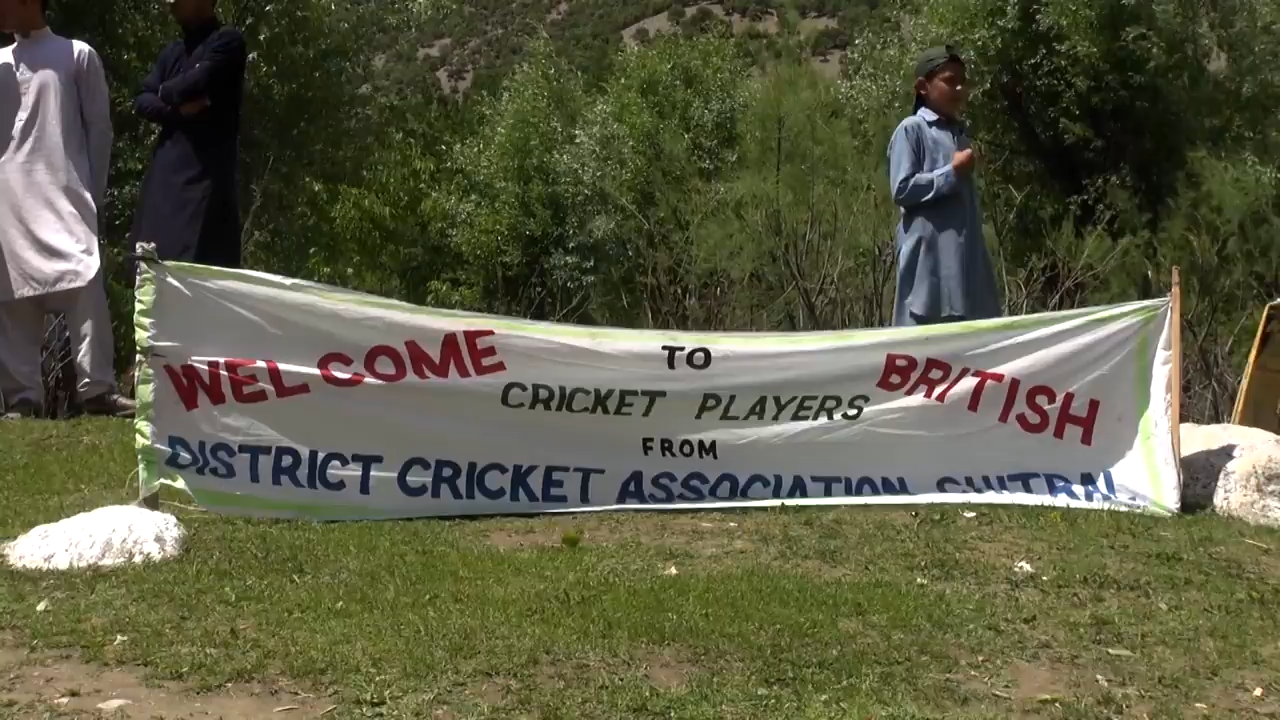 WELCOME TO BRITISH
CRICKET PLAYERS
FROM
DISTRICT CRICKET ASSOCIATION CHITRAL.